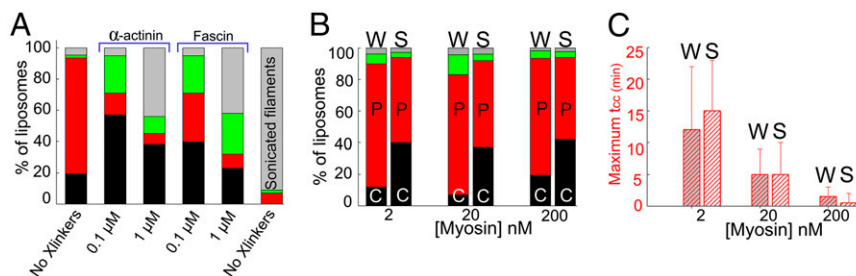 A
α-actinin Fascin
% of liposomes
100
80
60
40
20
0
Sonicated filaments
No Xlinkers
0.1 μM
1 μM
0.1 μM
1 μM
No Xlinkers
B
W S W S W S
% of liposomes
100
80
60
40
20
0
P P P P P P
C C C C C C
2 20 200
[Myosin] nM
C
Maximum tcc (min)
25
20
15
10
5
0
W S
W S
W S
2 20 200
[Myosin] nM